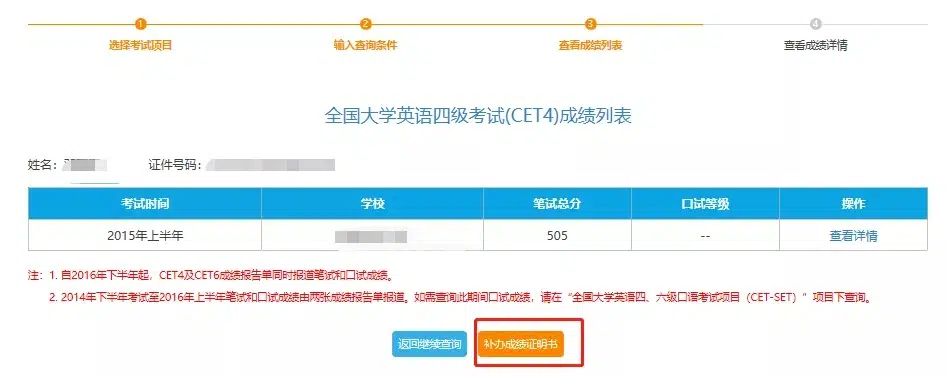 1 2 3 4
选择考试项目 输入查询条件 查看成绩列表 查看成绩详情
全国大学英语四级考试(CET4)成绩列表
姓名: 证件号码:
考试时间 学校 笔试总分 口试等级 操作
2015年上半年 505 -- 查看详情
注: 1. 自2016年下半年起，CET4及CET6成绩报告单同时报道笔试和口试成绩。
2. 2014年下半年考试至2016年上半年笔试和口试成绩由两张成绩报告单报道。如需查询此期间口试成绩，请在“全国大学英语四、六级口语考试项目（CET-SET）”项目下查询。
返回继续查询 补办成绩证明书